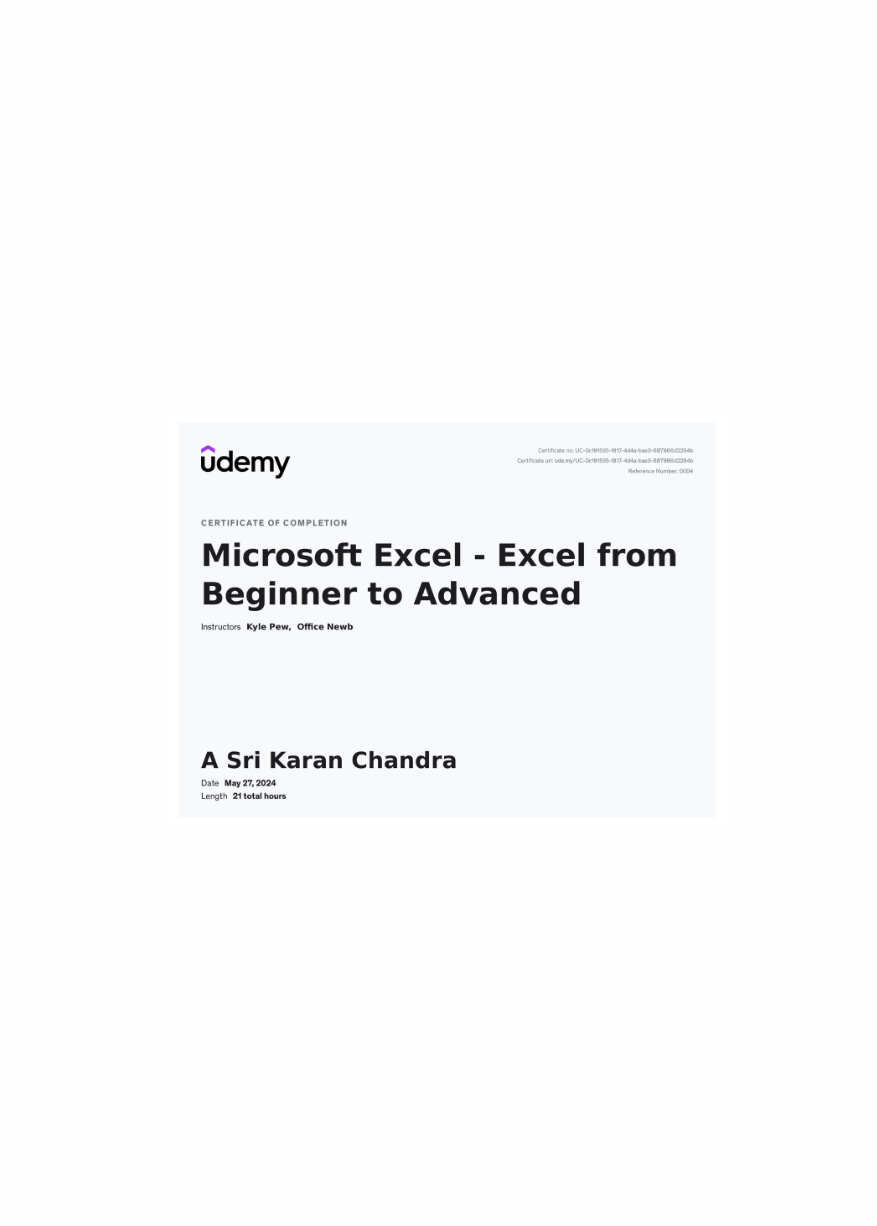 udemy
Certificate no: UC-0cf8f535-f817-4d4a-bae3-687966d2264b
Certificate url: ude.my/UC-0cf8f535-f817-4d4a-bae3-687966d2264b
Reference Number: 0004
CERTIFICATE OF COMPLETION
Microsoft Excel - Excel from
Beginner to Advanced
Instructors Kyle Pew, Office Newb
A Sri Karan Chandra
Date May 27, 2024
Length 21 total hours